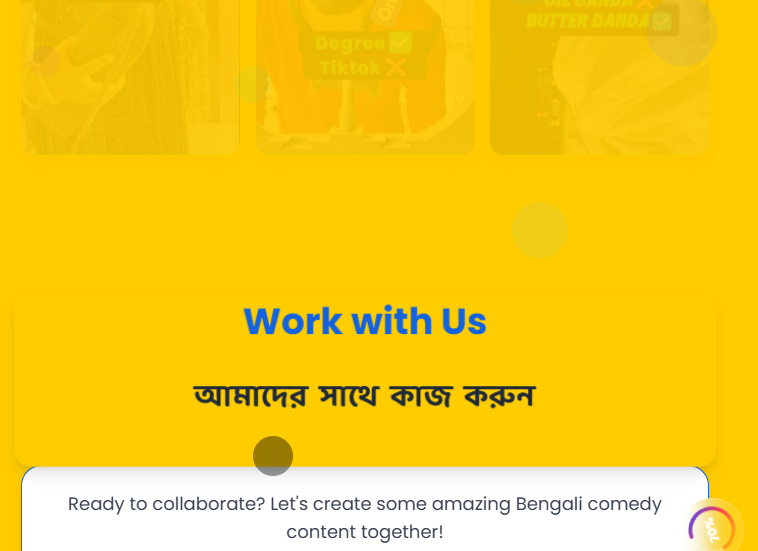 OIL DANDA ❌
BUTTER DANDA ✅
Degree ✅
Tiktok ❌
Work with Us
আমাদের সাথে কাজ করুন
Ready to collaborate? Let's create some amazing Bengali comedy
content together!